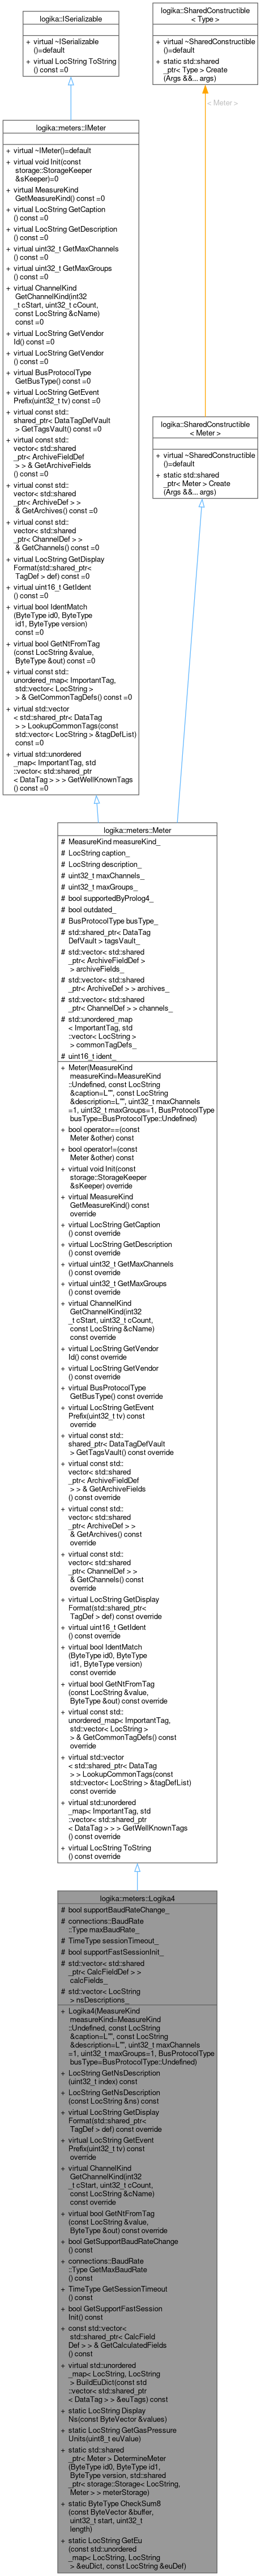 logika::ISerializable
+ virtual ~ISerializable
()=default
+ virtual LocString ToString
() const =0
logika::SharedConstructible
< Type >
+ virtual ~SharedConstructible
()=default
+ static std::shared
_ptr< Type > Create
(Args &&... args)
< Meter >
logika::meters::IMeter
+ virtual ~IMeter()=default
+ virtual void Init(const
storage::StorageKeeper
&sKeeper)=0
+ virtual MeasureKind
GetMeasureKind() const =0
+ virtual LocString GetCaption
() const =0
+ virtual LocString GetDescription
() const =0
+ virtual uint32_t GetMaxChannels
() const =0
+ virtual uint32_t GetMaxGroups
() const =0
+ virtual ChannelKind
GetChannelKind(int32
_t cStart, uint32_t cCount,
const LocString &cName)
const =0
+ virtual LocString GetVendor
Id() const =0
+ virtual LocString GetVendor
() const =0
+ virtual BusProtocolType
GetBusType() const =0
+ virtual LocString GetEvent
Prefix(uint32_t tv) const =0
+ virtual const std::
shared_ptr< DataTagDefVault
> GetTagsVault() const =0
+ virtual const std::
vector< std::shared
_ptr< ArchiveFieldDef
> > & GetArchiveFields
() const =0
+ virtual const std::
vector< std::shared
_ptr< ArchiveDef > >
& GetArchives() const =0
+ virtual const std::
vector< std::shared
_ptr< ChannelDef > >
& GetChannels() const =0
+ virtual LocString GetDisplay
Format(std::shared_ptr<
TagDef > def) const =0
+ virtual uint16_t GetIdent
() const =0
+ virtual bool IdentMatch
(ByteType id0, ByteType
id1, ByteType version)
const =0
+ virtual bool GetNtFromTag
(const LocString &value,
ByteType &out) const =0
+ virtual const std::
unordered_map< ImportantTag,
std::vector< LocString >
> & GetCommonTagDefs() const =0
+ virtual std::vector
< std::shared_ptr< DataTag
> > LookupCommonTags(const
std::vector< LocString > &tagDefList)
const =0
+ virtual std::unordered
_map< ImportantTag, std
::vector< std::shared_ptr
< DataTag > > > GetWellKnownTags
() const =0
logika::SharedConstructible
< Meter >
+ virtual ~SharedConstructible
()=default
+ static std::shared
_ptr< Meter > Create
(Args &&... args)
logika::meters::Meter
# MeasureKind measureKind_
# LocString caption_
# LocString description_
# uint32_t maxChannels_
# uint32_t maxGroups_
# bool supportedByProlog4_
# bool outdated_
# BusProtocolType busType_
# std::shared_ptr< DataTag
DefVault > tagsVault_
# std::vector< std::shared
_ptr< ArchiveFieldDef >
> archiveFields_
# std::vector< std::shared
_ptr< ArchiveDef > > archives_
# std::vector< std::shared
_ptr< ChannelDef > > channels_
# std::unordered_map
< ImportantTag, std
::vector< LocString >
> commonTagDefs_
# uint16_t ident_
+ Meter(MeasureKind
measureKind=MeasureKind
::Undefined, const LocString
&caption=L"", const LocString
&description=L"", uint32_t maxChannels
=1, uint32_t maxGroups=1, BusProtocolType
busType=BusProtocolType::Undefined)
+ bool operator==(const
Meter &other) const
+ bool operator!=(const
Meter &other) const
+ virtual void Init(const
storage::StorageKeeper
&sKeeper) override
+ virtual MeasureKind
GetMeasureKind() const
override
+ virtual LocString GetCaption
() const override
+ virtual LocString GetDescription
() const override
+ virtual uint32_t GetMaxChannels
() const override
+ virtual uint32_t GetMaxGroups
() const override
+ virtual ChannelKind
GetChannelKind(int32
_t cStart, uint32_t cCount,
const LocString &cName)
const override
+ virtual LocString GetVendor
Id() const override
+ virtual LocString GetVendor
() const override
+ virtual BusProtocolType
GetBusType() const override
+ virtual LocString GetEvent
Prefix(uint32_t tv) const
override
+ virtual const std::
shared_ptr< DataTagDefVault
> GetTagsVault() const override
+ virtual const std::
vector< std::shared
_ptr< ArchiveFieldDef
> > & GetArchiveFields
() const override
+ virtual const std::
vector< std::shared
_ptr< ArchiveDef > >
& GetArchives() const
override
+ virtual const std::
vector< std::shared
_ptr< ChannelDef > >
& GetChannels() const
override
+ virtual LocString GetDisplay
Format(std::shared_ptr<
TagDef > def) const override
+ virtual uint16_t GetIdent
() const override
+ virtual bool IdentMatch
(ByteType id0, ByteType
id1, ByteType version)
const override
+ virtual bool GetNtFromTag
(const LocString &value,
ByteType &out) const override
+ virtual const std::
unordered_map< ImportantTag,
std::vector< LocString >
> & GetCommonTagDefs() const
override
+ virtual std::vector
< std::shared_ptr< DataTag
> > LookupCommonTags(const
std::vector< LocString > &tagDefList)
const override
+ virtual std::unordered
_map< ImportantTag, std
::vector< std::shared_ptr
< DataTag > > > GetWellKnownTags
() const override
+ virtual LocString ToString
() const override
logika::meters::Logika4
# bool supportBaudRateChange_
# connections::BaudRate
::Type maxBaudRate_
# TimeType sessionTimeout_
# bool supportFastSessionInit_
# std::vector< std::shared
_ptr< CalcFieldDef > >
calcFields_
# std::vector< LocString
> nsDescriptions_
+ Logika4(MeasureKind
measureKind=MeasureKind
::Undefined, const LocString
&caption=L"", const LocString
&description=L"", uint32_t maxChannels
=1, uint32_t maxGroups=1, BusProtocolType
busType=BusProtocolType::Undefined)
+ LocString GetNsDescription
(uint32_t index) const
+ LocString GetNsDescription
(const LocString &ns) const
+ virtual LocString GetDisplay
Format(std::shared_ptr<
TagDef > def) const override
+ virtual LocString GetEvent
Prefix(uint32_t tv) const
override
+ virtual ChannelKind
GetChannelKind(int32
_t cStart, uint32_t cCount,
const LocString &cName)
const override
+ virtual bool GetNtFromTag
(const LocString &value,
ByteType &out) const override
+ bool GetSupportBaudRateChange
() const
+ connections::BaudRate
::Type GetMaxBaudRate
() const
+ TimeType GetSessionTimeout
() const
+ bool GetSupportFastSession
Init() const
+ const std::vector<
std::shared_ptr< CalcField
Def > > & GetCalculatedFields
() const
+ virtual std::unordered
_map< LocString, LocString
> BuildEuDict(const std
::vector< std::shared_ptr
< DataTag > > &euTags) const
+ static LocString Display
Ns(const ByteVector &values)
+ static LocString GetGasPressure
Units(uint8_t euValue)
+ static std::shared
_ptr< Meter > DetermineMeter
(ByteType id0, ByteType id1,
ByteType version, std::shared
_ptr< storage::Storage< LocString,
Meter > > meterStorage)
+ static ByteType CheckSum8
(const ByteVector &buffer,
uint32_t start, uint32_t
length)
+ static LocString GetEu
(const std::unordered
_map< LocString, LocString
> &euDict, const LocString &euDef)